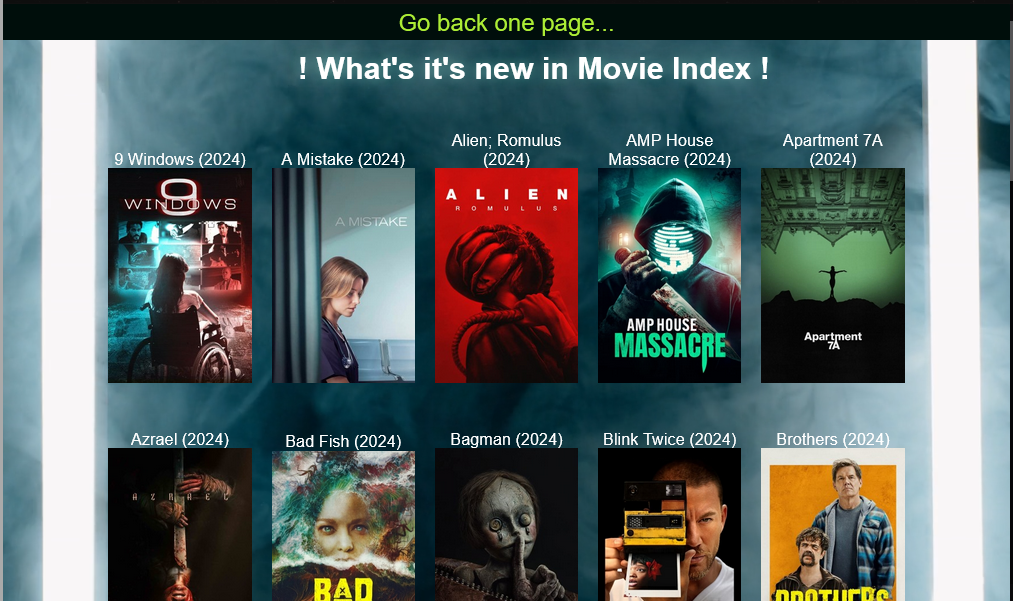 Go back one page...
! What's it's new in Movie Index !
9 Windows (2024)
A Mistake (2024)
Alien; Romulus
(2024)
AMP House
Massacre (2024)
Apartment 7A
(2024)
9
WINDOWS
A MISTAKE
ALIEN
ROMULUS
AMP HOUSE
MASSACRE
Apartment
7A
Azrael (2024)
Bad Fish (2024)
Bagman (2024)
Blink Twice (2024)
Brothers (2024)
AZRAEL
BAD
BROTHERS